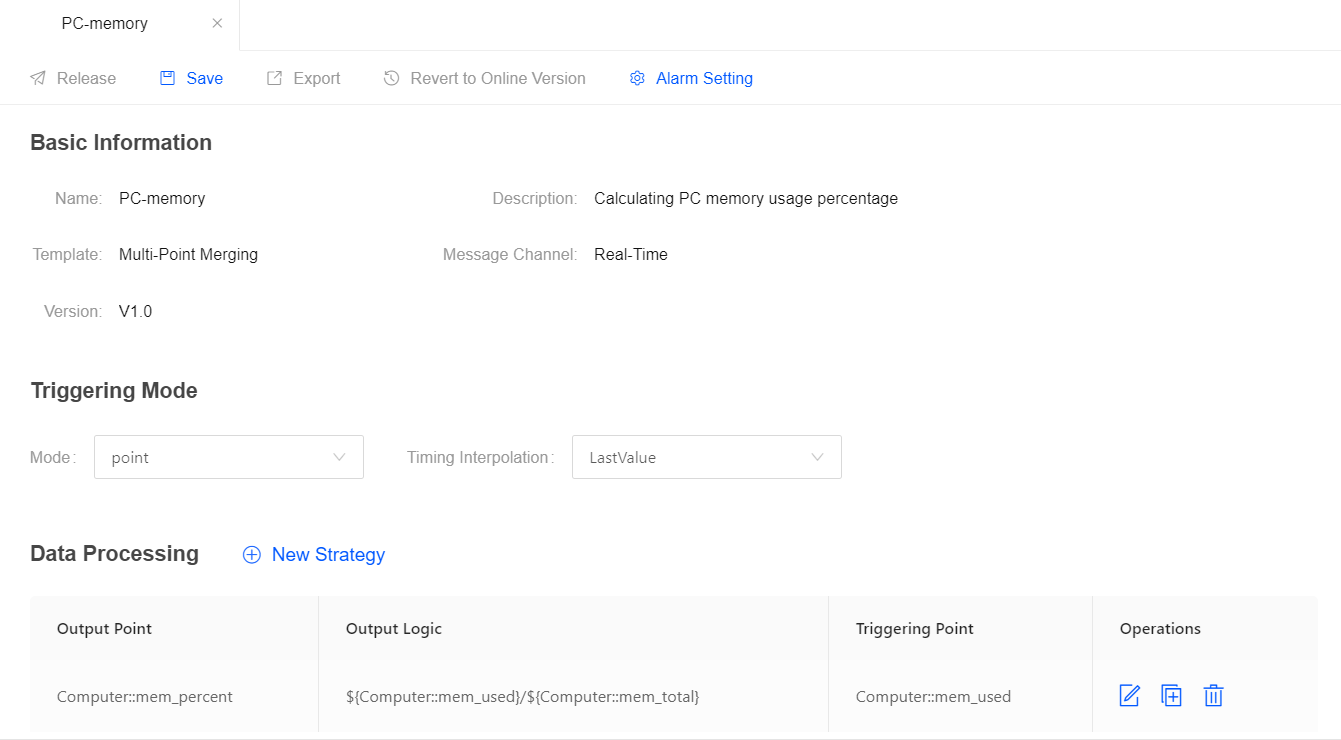 PC-memory
Release Save Export Revert to Online Version Alarm Setting
Basic Information
Name: PC-memory Description: Calculating PC memory usage percentage
Template: Multi-Point Merging Message Channel: Real-Time
Version: V1.0
Triggering Mode
Mode: point Timing Interpolation: LastValue
Data Processing New Strategy
Output Point Output Logic Triggering Point Operations
Computer::mem_percent ${Computer::mem_used}/${Computer::mem_total} Computer::mem_used